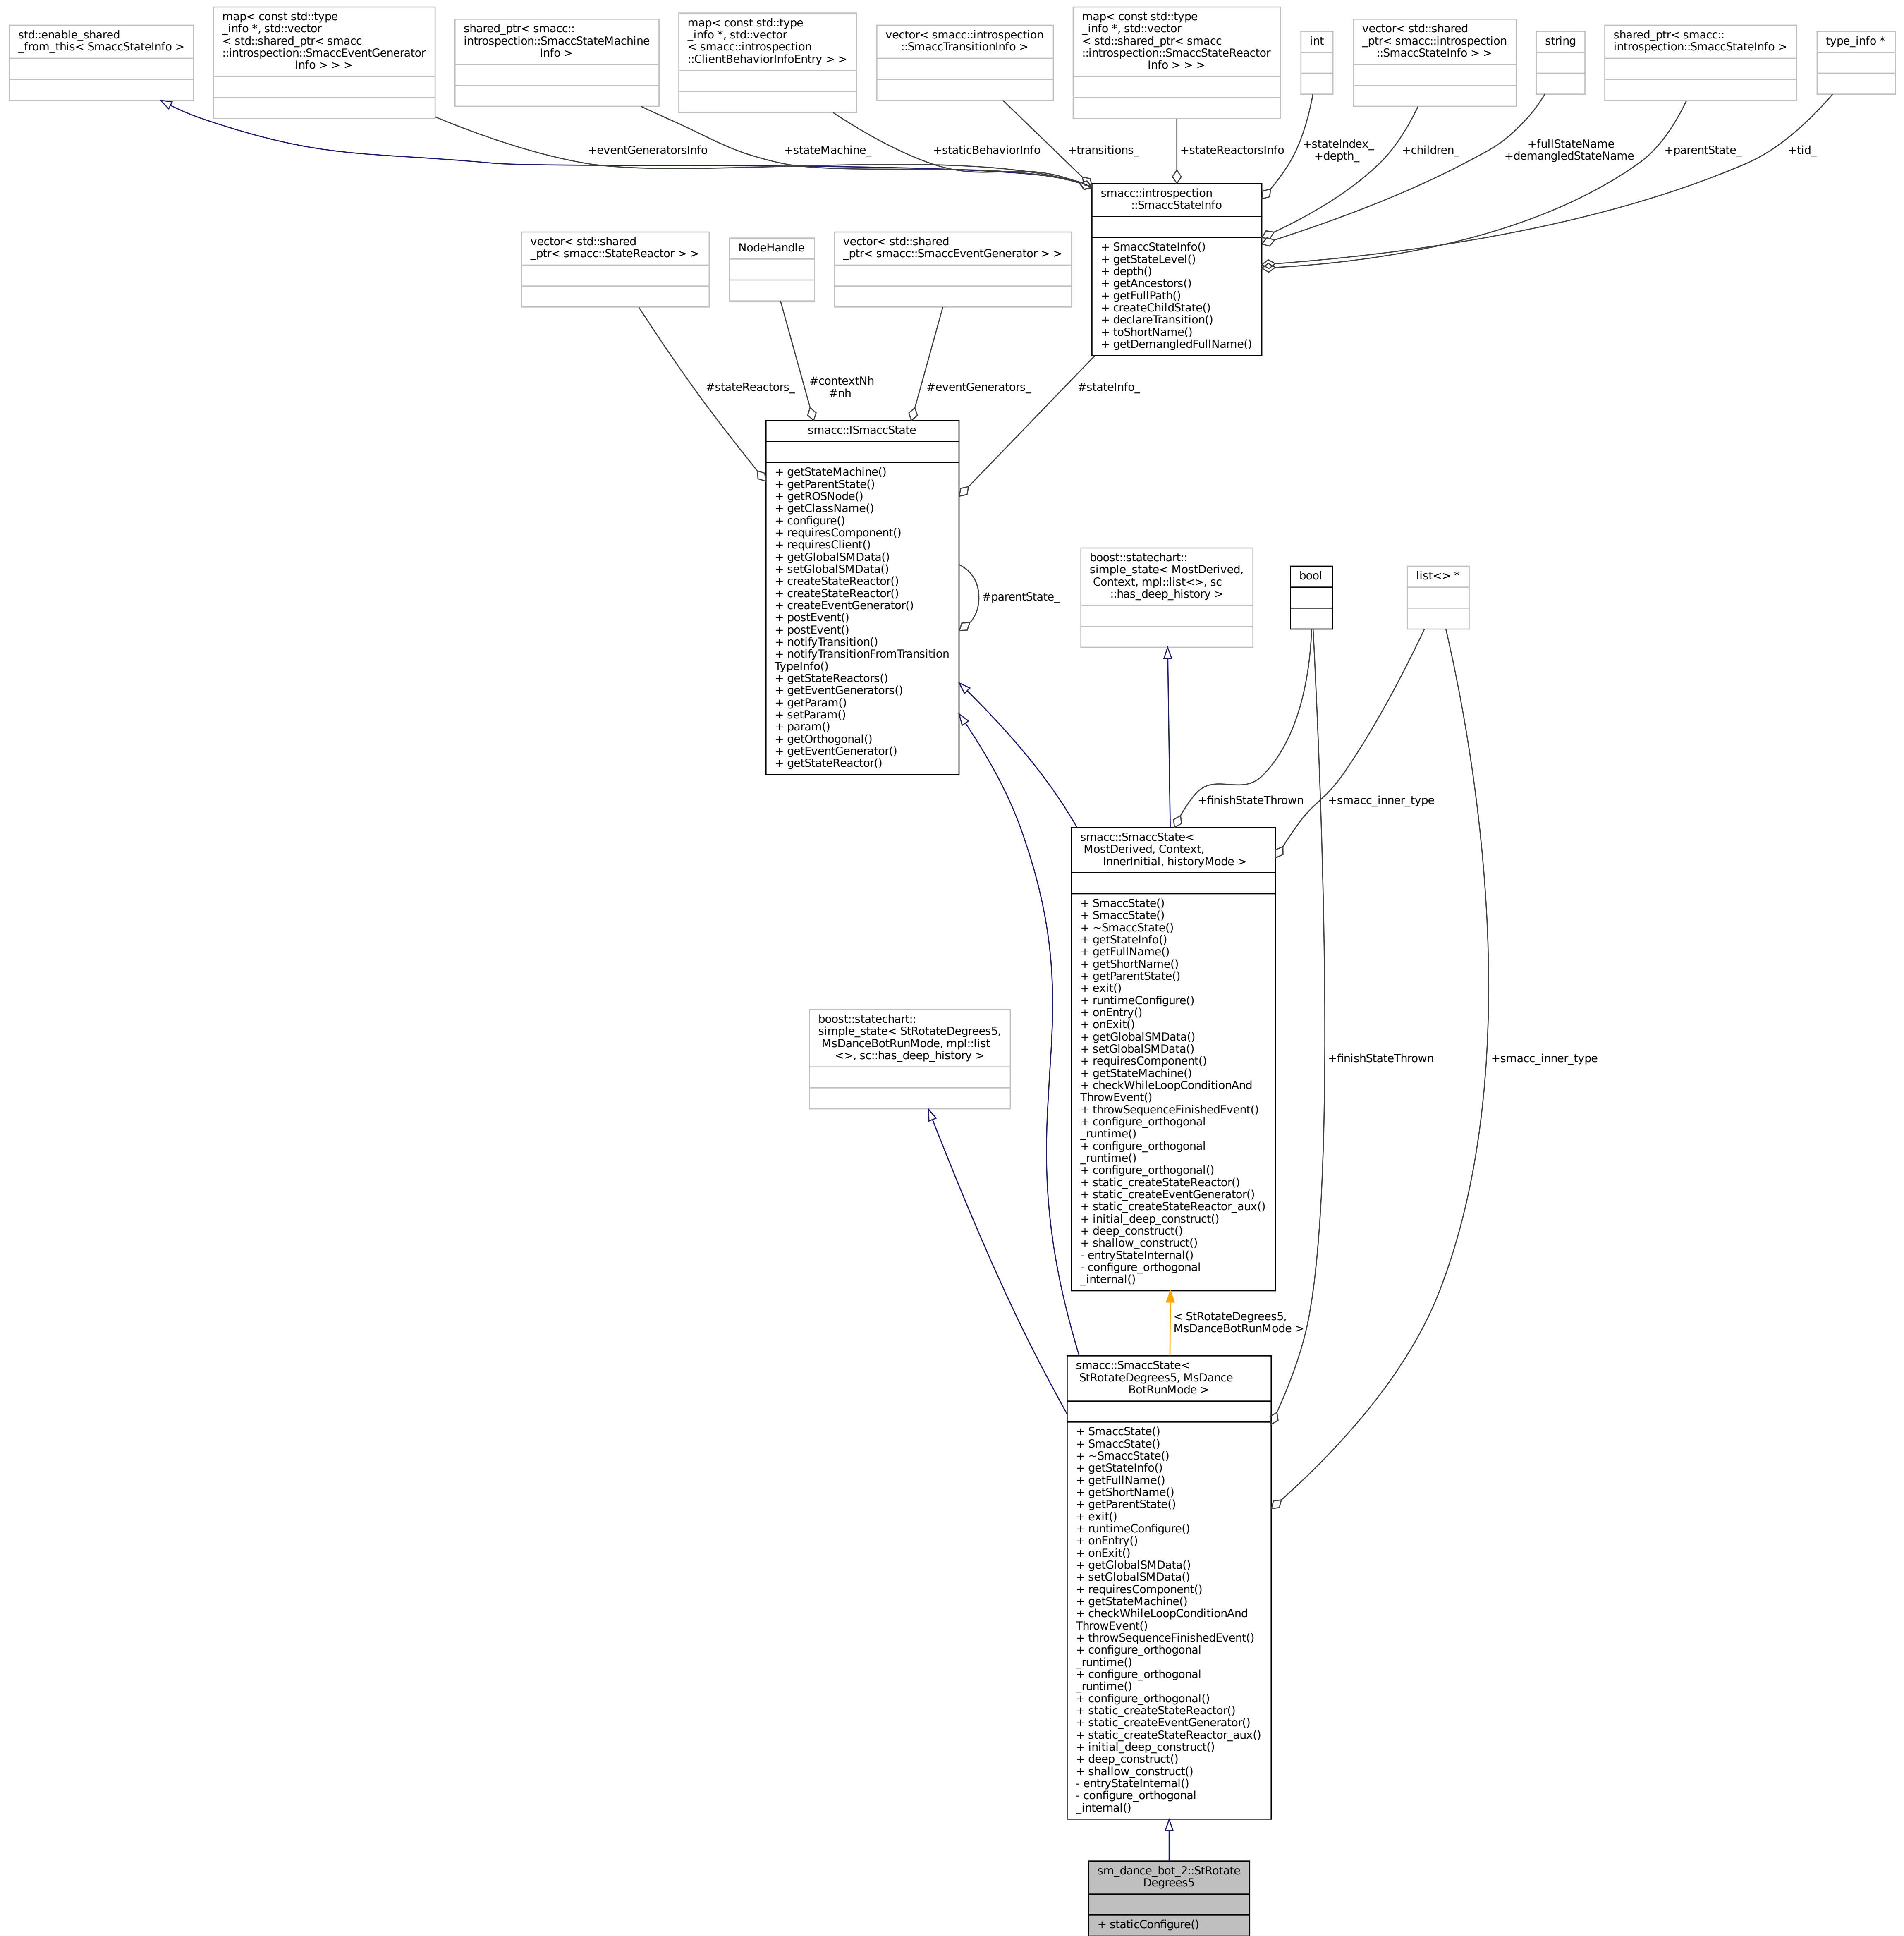 std::enable_shared
_from_this< SmaccStateInfo >
map< const std::type
_info *, std::vector
< std::shared_ptr< smacc
::introspection::SmaccEventGenerator
Info > > >
shared_ptr< smacc::
introspection::SmaccStateMachine
Info >
map< const std::type
_info *, std::vector
< smacc::introspection
::ClientBehaviorInfoEntry > >
vector< smacc::introspection
::SmaccTransitionInfo >
map< const std::type
_info *, std::vector
< std::shared_ptr< smacc
::introspection::SmaccStateReactor
Info > > >
int
vector< std::shared
_ptr< smacc::introspection
::SmaccStateInfo > >
string
shared_ptr< smacc::
introspection::SmaccStateInfo >
type_info *
+eventGeneratorsInfo
+stateMachine_
+staticBehaviorInfo
+transitions_
+stateReactorsInfo
+stateIndex_
+depth_
+children_
+fullStateName
+demangledStateName
+parentState_
+tid_
smacc::introspection
::SmaccStateInfo
+ SmaccStateInfo()
+ getStateLevel()
+ depth()
+ getAncestors()
+ getFullPath()
+ createChildState()
+ declareTransition()
+ toShortName()
+ getDemangledFullName()
vector< std::shared
_ptr< smacc::StateReactor > >
NodeHandle
vector< std::shared
_ptr< smacc::SmaccEventGenerator > >
#stateReactors_
#contextNh
#nh
#eventGenerators_
#stateInfo_
smacc::ISmaccState
+ getStateMachine()
+ getParentState()
+ getROSNode()
+ getClassName()
+ configure()
+ requiresComponent()
+ requiresClient()
+ getGlobalSMData()
+ setGlobalSMData()
+ createStateReactor()
+ createStateReactor()
+ createEventGenerator()
+ postEvent()
+ postEvent()
+ notifyTransition()
+ notifyTransitionFromTransition
TypeInfo()
+ getStateReactors()
+ getEventGenerators()
+ getParam()
+ setParam()
+ param()
+ getOrthogonal()
+ getEventGenerator()
+ getStateReactor()
#parentState_
boost::statechart::
simple_state< MostDerived,
Context, mpl::list<>, sc
::has_deep_history >
bool
list<> *
+finishStateThrown
+smacc_inner_type
smacc::SmaccState<
MostDerived, Context,
InnerInitial, historyMode >
+ SmaccState()
+ SmaccState()
+ ~SmaccState()
+ getStateInfo()
+ getFullName()
+ getShortName()
+ getParentState()
+ exit()
+ runtimeConfigure()
+ onEntry()
+ onExit()
+ getGlobalSMData()
+ setGlobalSMData()
+ requiresComponent()
+ getStateMachine()
+ checkWhileLoopConditionAnd
ThrowEvent()
+ throwSequenceFinishedEvent()
+ configure_orthogonal
_runtime()
+ configure_orthogonal
_runtime()
+ configure_orthogonal()
+ static_createStateReactor()
+ static_createEventGenerator()
+ static_createStateReactor_aux()
+ initial_deep_construct()
+ deep_construct()
+ shallow_construct()
- entryStateInternal()
- configure_orthogonal
_internal()
boost::statechart::
simple_state< StRotateDegrees5,
MsDanceBotRunMode, mpl::list
<>, sc::has_deep_history >
+finishStateThrown
+smacc_inner_type
< StRotateDegrees5,
MsDanceBotRunMode >
smacc::SmaccState<
StRotateDegrees5, MsDance
BotRunMode >
+ SmaccState()
+ SmaccState()
+ ~SmaccState()
+ getStateInfo()
+ getFullName()
+ getShortName()
+ getParentState()
+ exit()
+ runtimeConfigure()
+ onEntry()
+ onExit()
+ getGlobalSMData()
+ setGlobalSMData()
+ requiresComponent()
+ getStateMachine()
+ checkWhileLoopConditionAnd
ThrowEvent()
+ throwSequenceFinishedEvent()
+ configure_orthogonal
_runtime()
+ configure_orthogonal
_runtime()
+ configure_orthogonal()
+ static_createStateReactor()
+ static_createEventGenerator()
+ static_createStateReactor_aux()
+ initial_deep_construct()
+ deep_construct()
+ shallow_construct()
- entryStateInternal()
- configure_orthogonal
_internal()
sm_dance_bot_2::StRotate
Degrees5
+ staticConfigure()